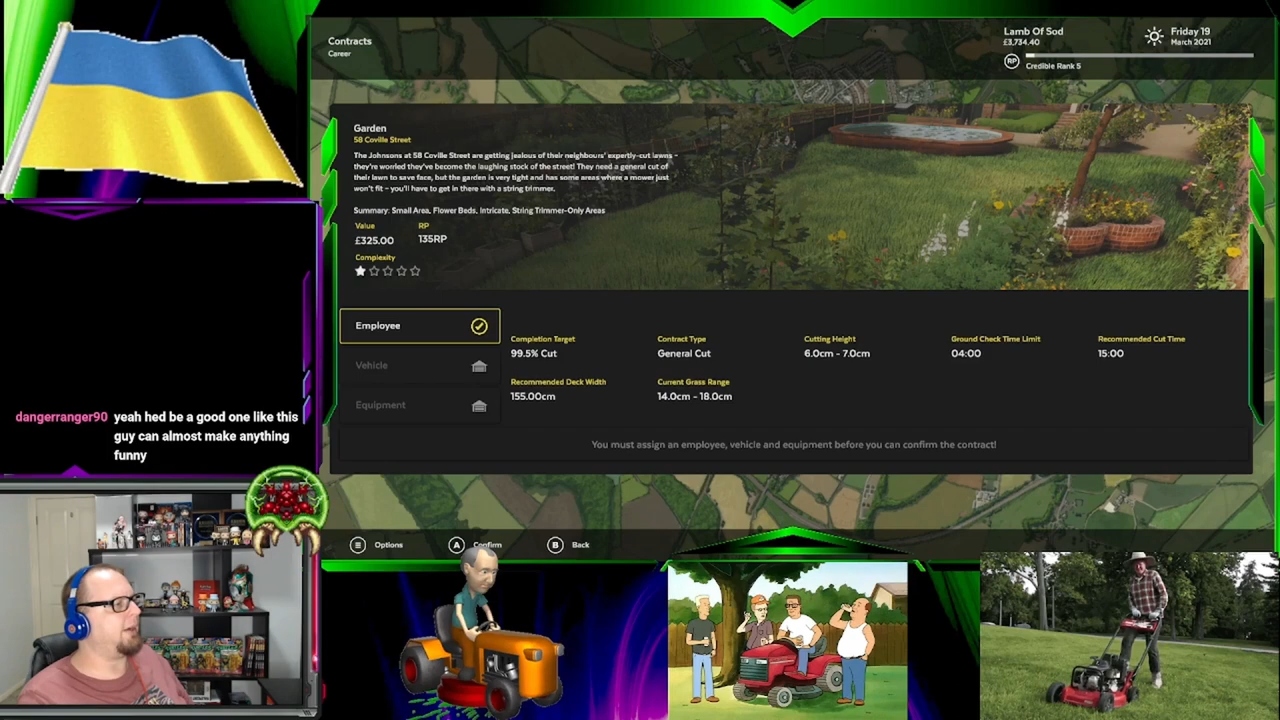 Contracts
Career
Lamb Of Sod
£3,734.40
RP
Credible Rank 5
Friday 19
March 2021
Garden
58 Coville Street
The Johnsons at 58 Coville Street are getting jealous of their neighbours' expertly-cut lawns –
they're worried they've become the laughing stock of the street! They need a general cut of
their lawn to save face, but the garden is very tight and has some areas where a mower just
won't fit – you'll have to get in there with a string trimmer.
Summary: Small Area, Flower Beds, Intricate, String Trimmer-Only Areas
Value
£325.00
RP
135RP
Complexity
Employee
Vehicle
Equipment
Completion Target
99.5% Cut
Contract Type
General Cut
Cutting Height
6.0cm - 7.0cm
Ground Check Time Limit
04:00
Recommended Cut Time
15:00
Recommended Deck Width
155.00cm
Current Grass Range
14.0cm - 18.0cm
You must assign an employee, vehicle and equipment before you can confirm the contract!
Options
A Confirm
B Back
dangerranger90 yeah hed be a good one like this
guy can almost make anything
funny